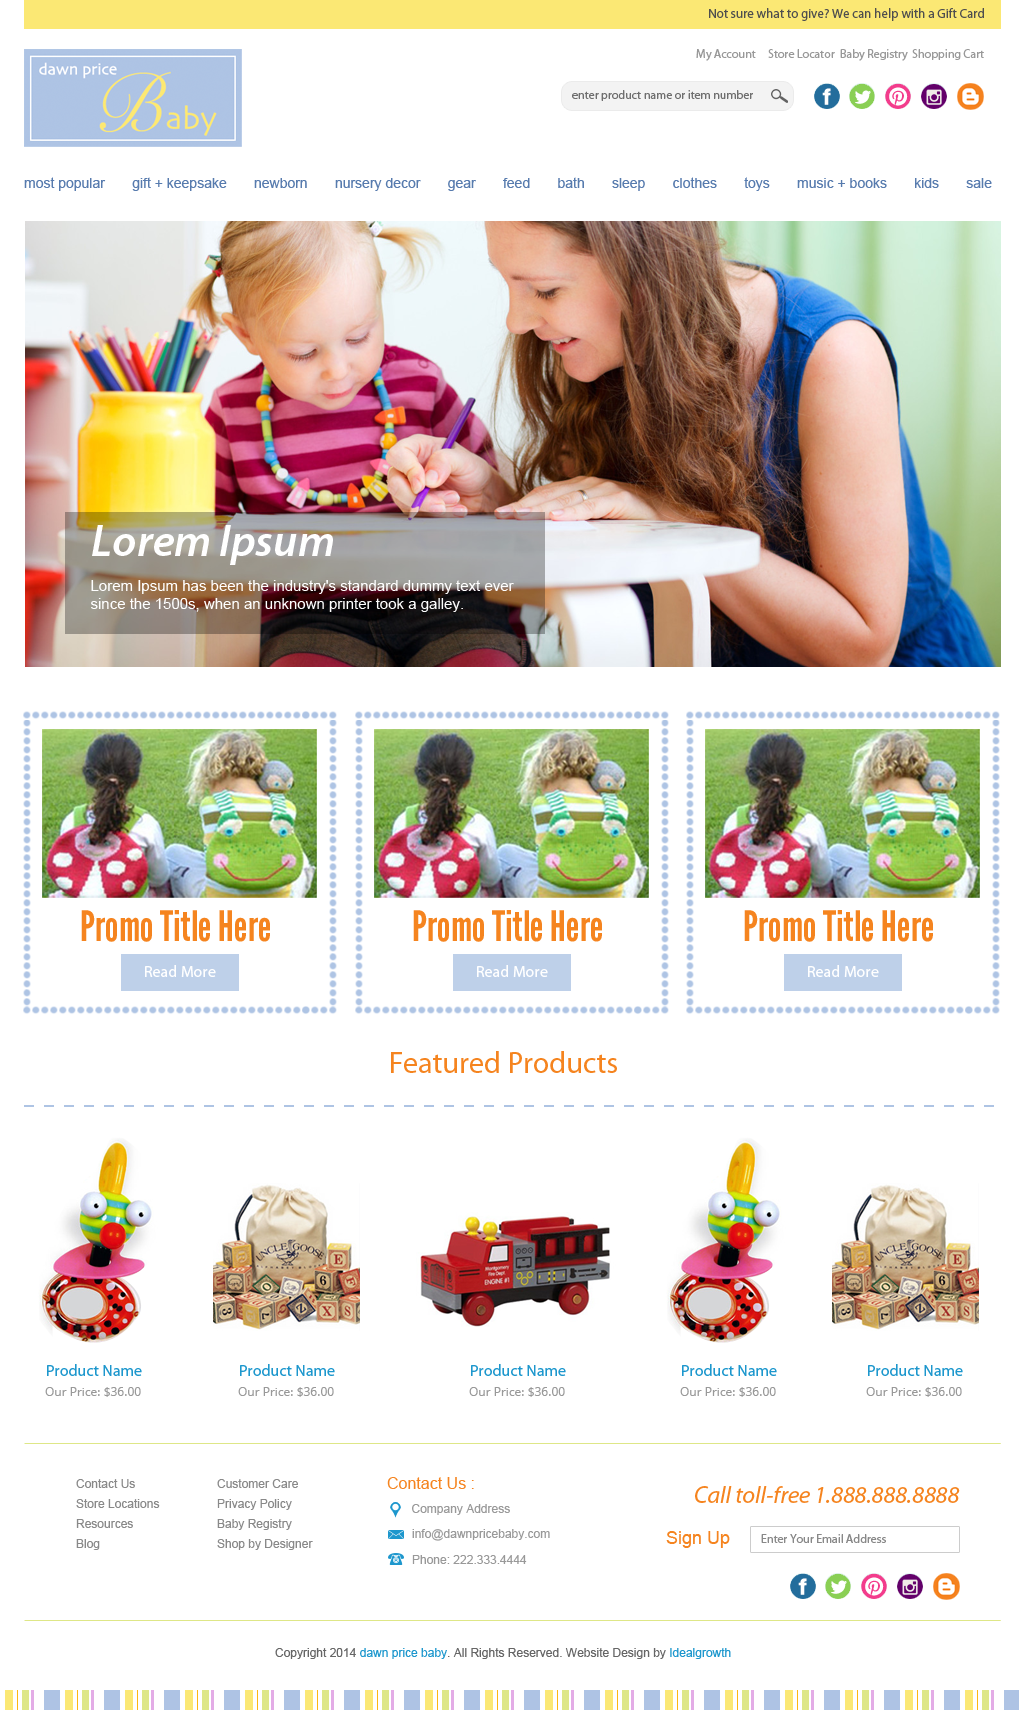 Not sure what to give? We can help with a Gift Card
My Account Store Locator Baby Registry Shopping Cart
dawn price
Baby
enter product name or item number
most popular gift + keepsake newborn nursery decor gear feed bath sleep clothes toys music + books kids sale
Lorem Ipsum
Lorem Ipsum has been the industry's standard dummy text ever
since the 1500s, when an unknown printer took a galley.
Promo Title Here Promo Title Here Promo Title Here
Read More Read More Read More
Featured Products
UNCLE GOOSE
ENGINE #1
UNCLE GOOSE
Product Name Product Name Product Name Product Name Product Name
Our Price: $36.00 Our Price: $36.00 Our Price: $36.00 Our Price: $36.00 Our Price: $36.00
Contact Us
Store Locations
Resources
Blog
Customer Care
Privacy Policy
Baby Registry
Shop by Designer
Contact Us :
Company Address
info@dawnpricebaby.com
Phone: 222.333.4444
Call toll-free 1.888.888.8888
Sign Up Enter Your Email Address
Copyright 2014 dawn price baby. All Rights Reserved. Website Design by Idealgrowth